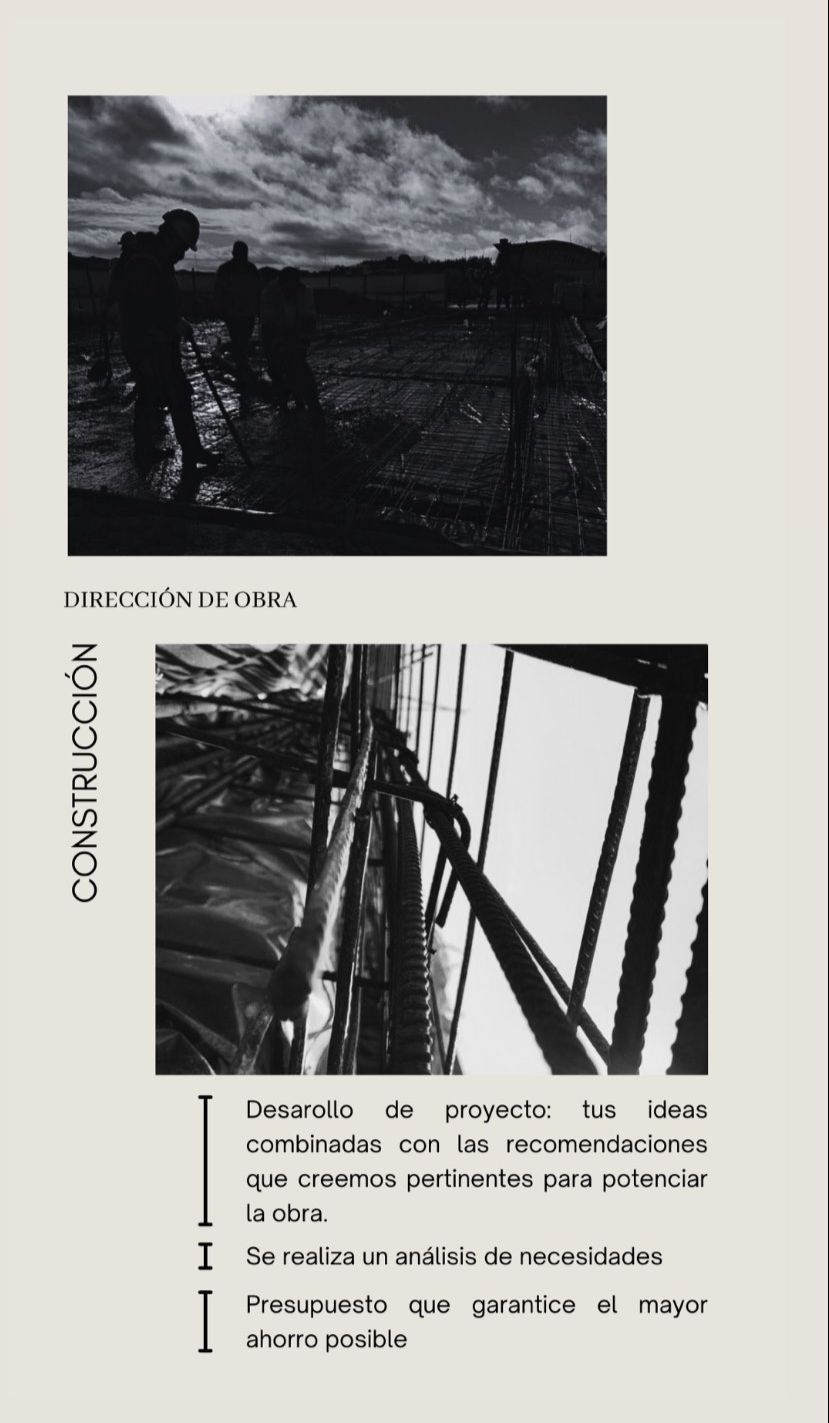 DIRECCIÓN DE OBRA
CONSTRUCCIÓN
Desarollo de proyecto: tus ideas
combinadas con las recomendaciones
que creemos pertinentes para potenciar
la obra.
Se realiza un análisis de necesidades
Presupuesto que garantice el mayor
ahorro posible